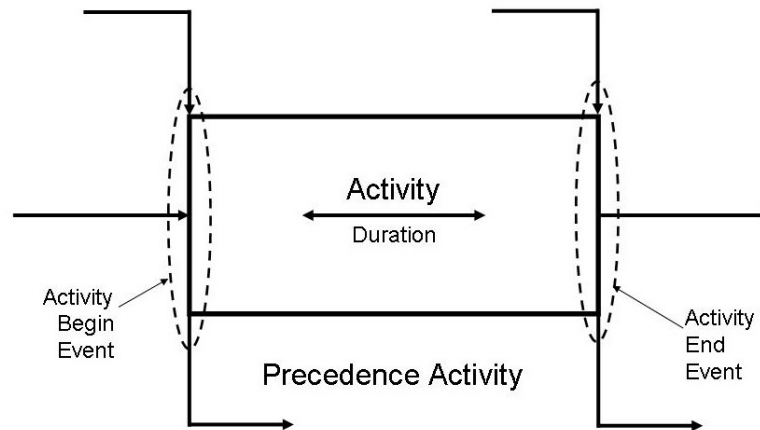 Activity
Duration
Activity
Begin
Event
Activity
End
Event
Precedence Activity